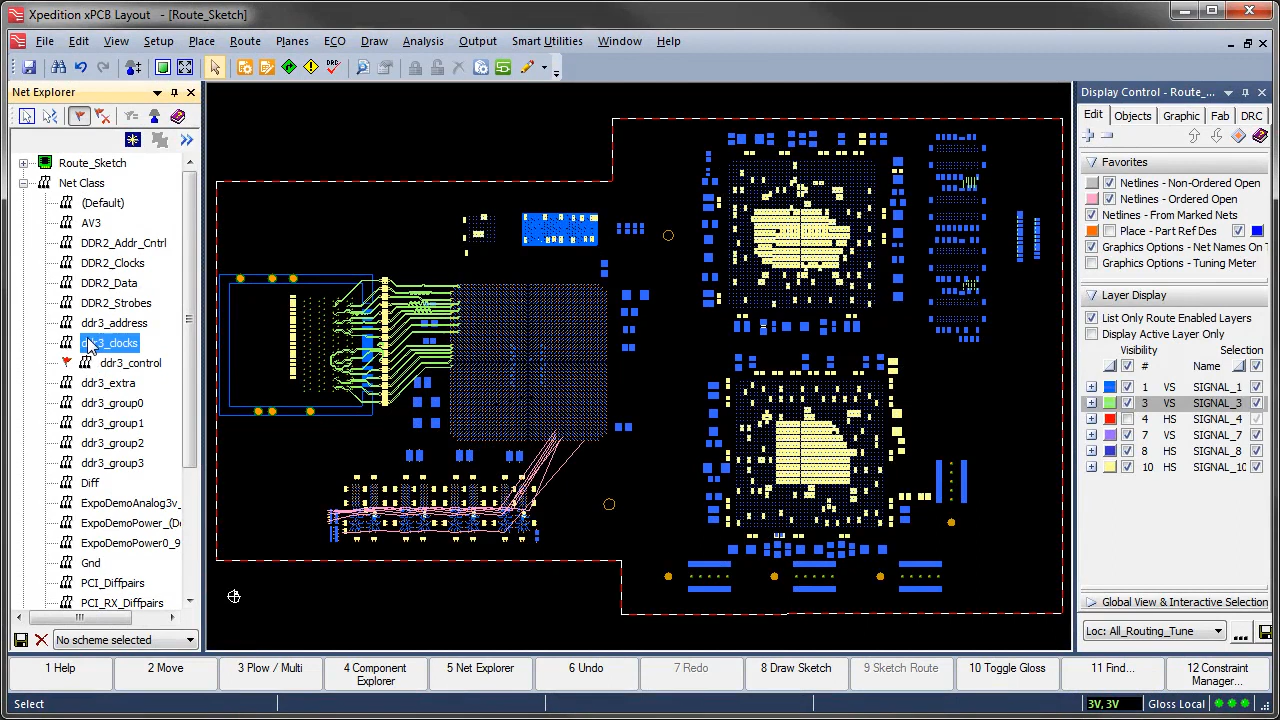 Xpedition xPCB Layout - [Route_Sketch]
File Edit View Setup Place Route Planes ECO Draw Analysis Output Smart Utilities Window Help
Net Explorer
Route_Sketch
Net Class
(Default)
AV3
DDR2_Addr_Cntrl
DDR2_Clocks
DDR2_Data
DDR2_Strobes
ddr3_address
ddr3_clocks
ddr3_control
ddr3_extra
ddr3_group0
ddr3_group1
ddr3_group2
ddr3_group3
Diff
ExpoDemoAnalog3v_
ExpoDemoPower_(De
ExpoDemoPower0_9
Gnd
PCI_Diffpairs
PCI_RX_Diffpairs
No scheme selected
Display Control - Route_...
Edit Objects Graphic Fab DRC
Favorites
Netlines - Non-Ordered Open
Netlines - Ordered Open
Netlines - From Marked Nets
Place - Part Ref Des
Graphics Options - Net Names On T
Graphics Options - Tuning Meter
Layer Display
List Only Route Enabled Layers
Display Active Layer Only
Visibility Selection
# Name
1 VS SIGNAL_1
3 VS SIGNAL_3
4 HS SIGNAL_4
7 VS SIGNAL_7
8 HS SIGNAL_8
10 HS SIGNAL_10
Global View & Interactive Selection
Loc: All_Routing_Tune
1 Help
2 Move
3 Plow / Multi
4 Component Explorer
5 Net Explorer
6 Undo
7 Redo
8 Draw Sketch
9 Sketch Route
10 Toggle Gloss
11 Find...
12 Constraint Manager...
Select
3V, 3V
Gloss Local